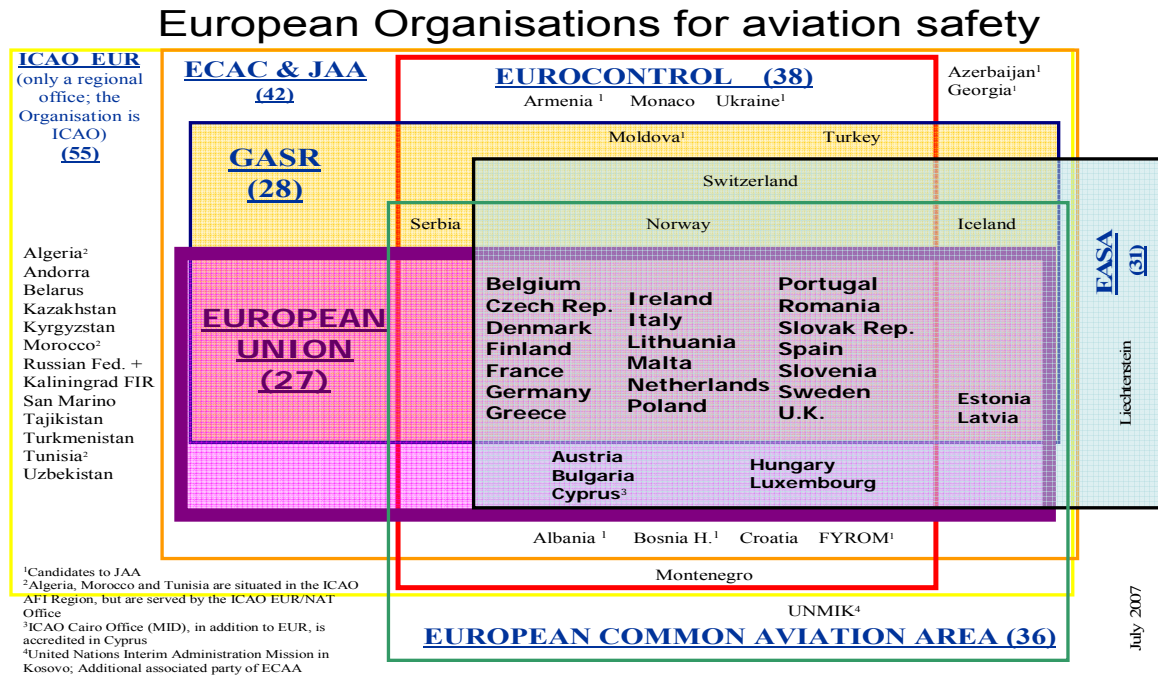 European Organisations for aviation safety
ICAO EUR
(only a regional
office; the
Organisation is
ICAO)
(55)
ECAC & JAA
(42)
EUROCONTROL (38)
Armenia ¹ Monaco Ukraine¹
Azerbaijan¹
Georgia¹
GASR
(28)
Moldova¹ Turkey
Switzerland
Serbia Norway Iceland
EASA
(31)
Liechtenstein
Algeria²
Andorra
Belarus
Kazakhstan
Kyrgyzstan
Morocco²
Russian Fed. +
Kaliningrad FIR
San Marino
Tajikistan
Turkmenistan
Tunisia²
Uzbekistan
EUROPEAN
UNION
(27)
Belgium
Czech Rep.
Denmark
Finland
France
Germany
Greece
Ireland
Italy
Lithuania
Malta
Netherlands
Poland
Portugal
Romania
Slovak Rep.
Spain
Slovenia
Sweden
U.K.
Estonia
Latvia
Austria
Bulgaria
Cyprus³
Hungary
Luxembourg
Albania ¹ Bosnia H.¹ Croatia FYROM¹
Montenegro
UNMIK⁴
EUROPEAN COMMON AVIATION AREA (36)
¹Candidates to JAA
²Algeria, Morocco and Tunisia are situated in the ICAO
AFI Region, but are served by the ICAO EUR/NAT
Office
³ICAO Cairo Office (MID), in addition to EUR, is
accredited in Cyprus
⁴United Nations Interim Administration Mission in
Kosovo; Additional associated party of ECAA
July 2007